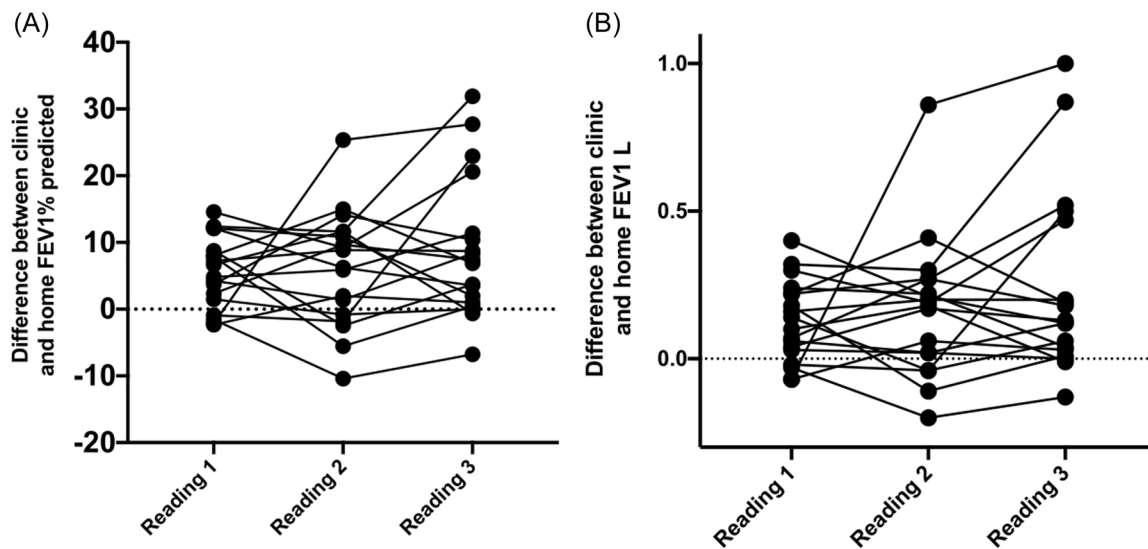 (A)
Difference between clinic
and home FEV1% predicted
40
30
20
10
0
-10
-20
Reading 1
Reading 2
Reading 3
(B)
Difference between clinic
and home FEV1 L
1.0
0.5
0.0
Reading 1
Reading 2
Reading 3